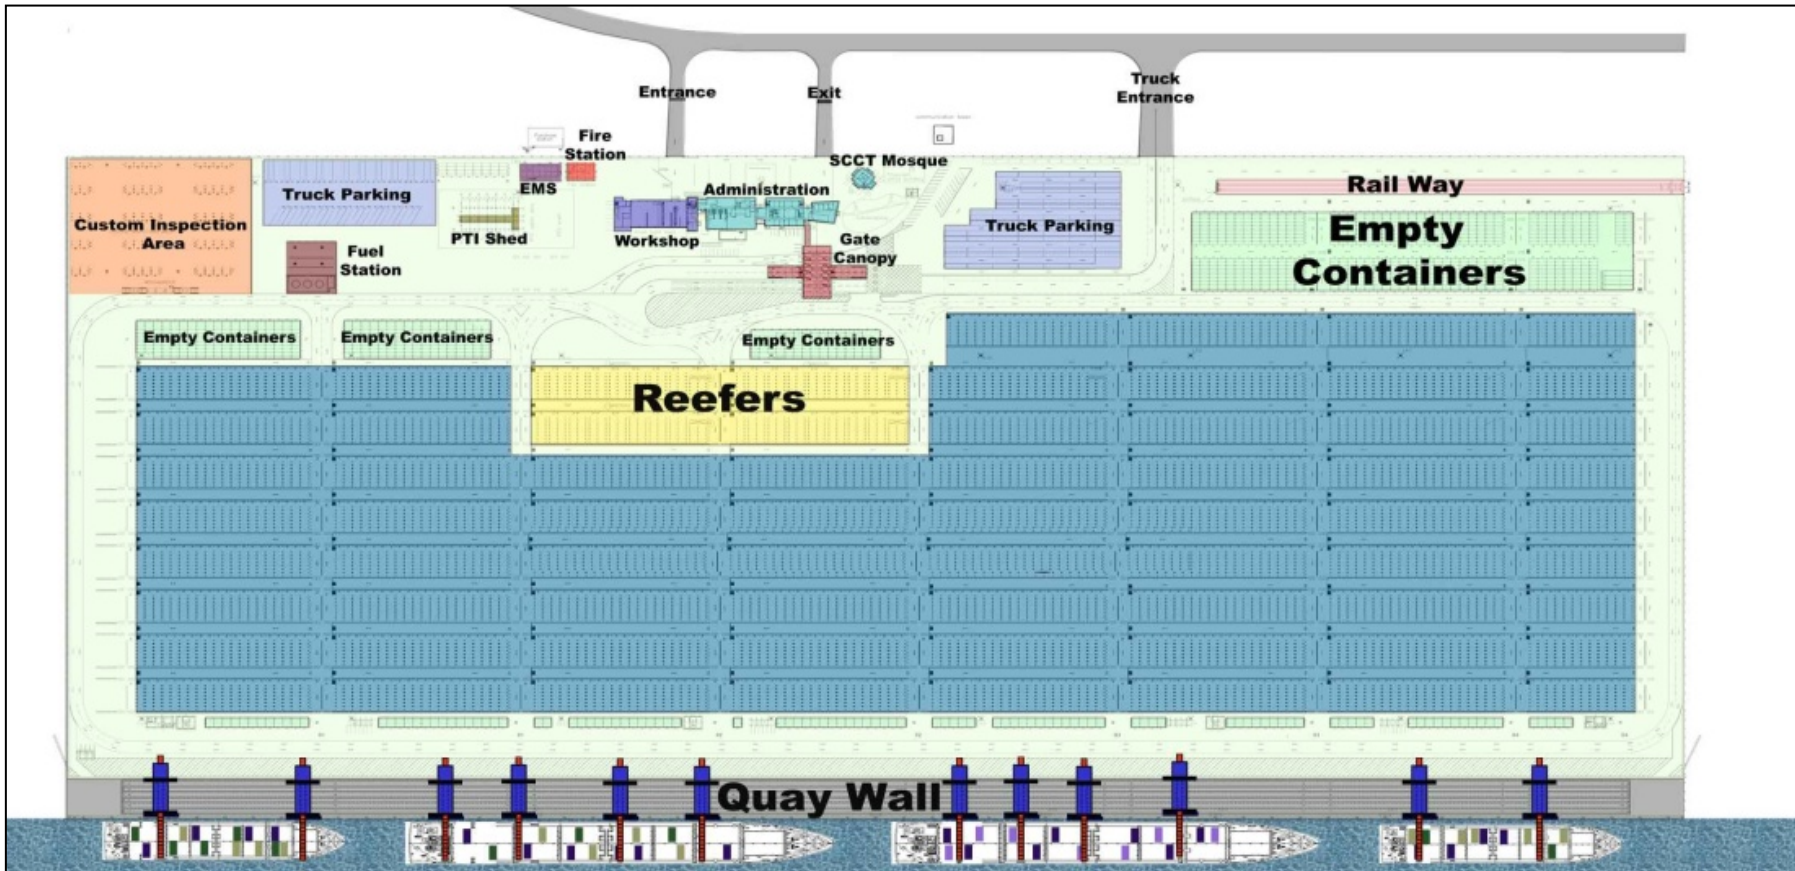 Entrance
Exit
Truck
Entrance
Fire
Station
EMS
SCCT Mosque
Truck Parking
Administration
Rail Way
Custom Inspection
Area
PTI Shed
Workshop
Gate
Canopy
Truck Parking
Empty
Containers
Fuel
Station
Empty Containers
Empty Containers
Empty Containers
Reefers
Quay Wall